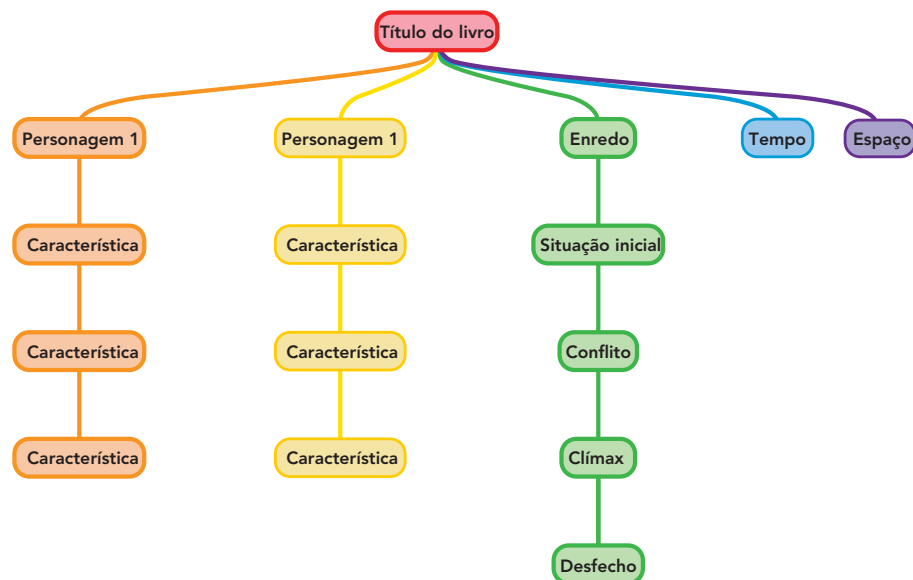 Título do livro
Personagem 1
Personagem 1
Enredo
Tempo
Espaço
Característica
Característica
Situação inicial
Característica
Característica
Conflito
Característica
Característica
Clímax
Desfecho